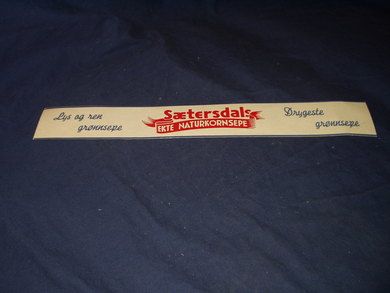 Lys og ren
grønnsepe
Sætersdals
EKTE NATURKORNSEPE
Drygeste
grønnsepe